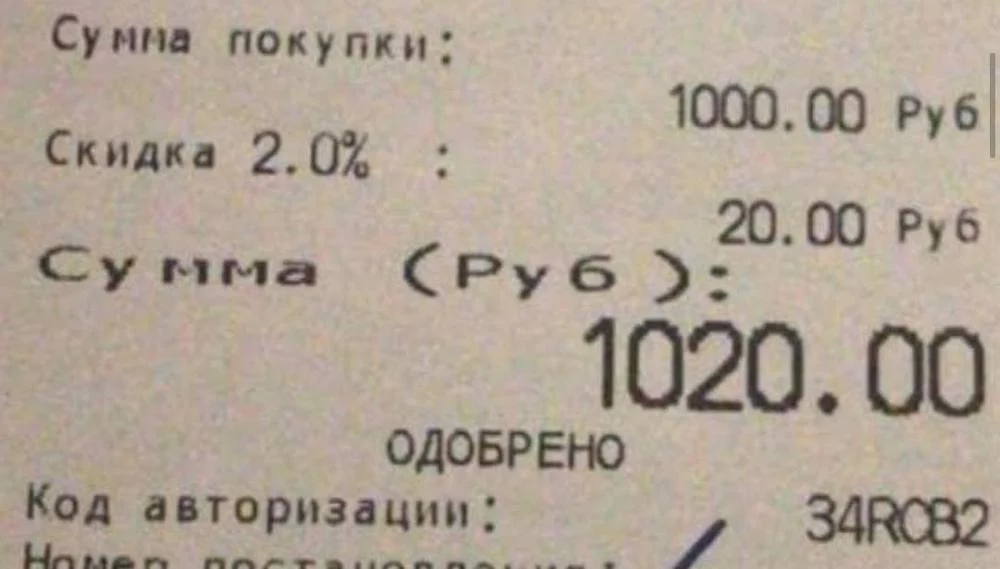 Сумма покупки:
1000.00 Руб
Скидка 2.0% :
20.00 Руб
Сумма (Руб):
1020.00
ОДОБРЕНО
Код авторизации: 34RCB2
Номер